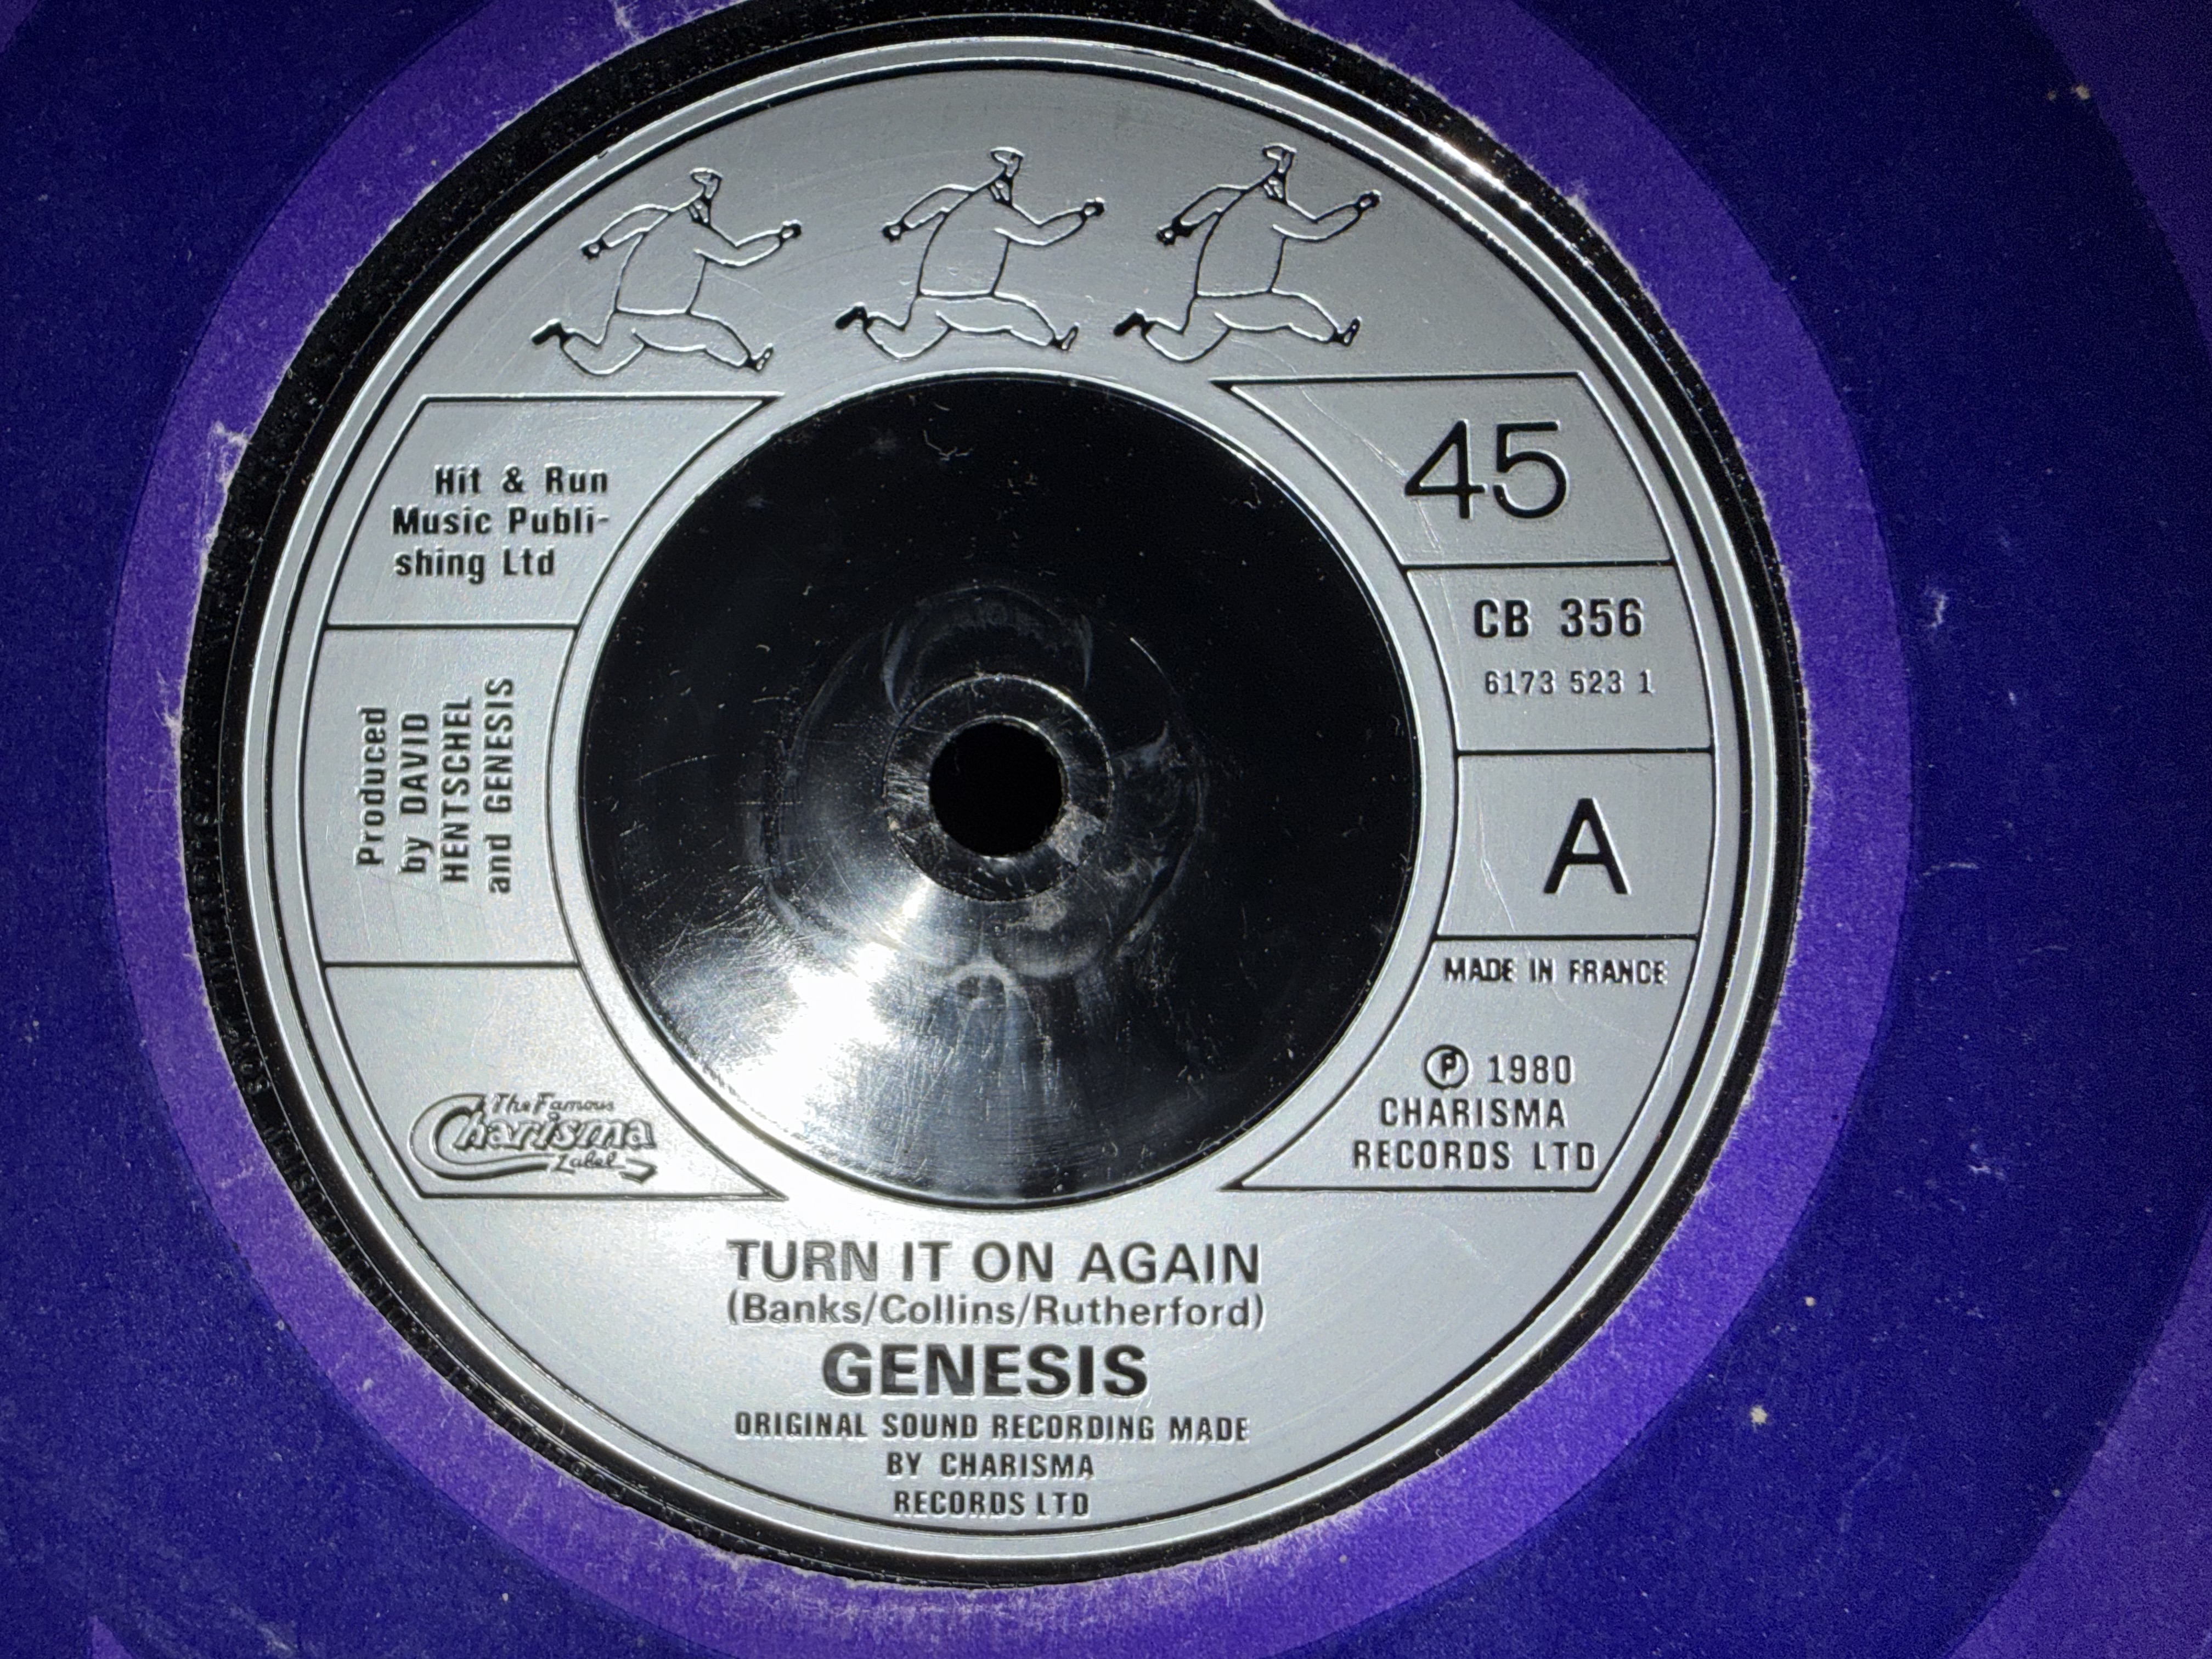 Hit & Run
Music Publi-
shing Ltd
Produced
by DAVID
HENTSCHEL
and GENESIS
The Famous
Charisma
Label
45
CB 356
6173 523 1
A
MADE IN FRANCE
Ⓟ 1980
CHARISMA
RECORDS LTD
TURN IT ON AGAIN
(Banks/Collins/Rutherford)
GENESIS
ORIGINAL SOUND RECORDING MADE
BY CHARISMA
RECORDS LTD